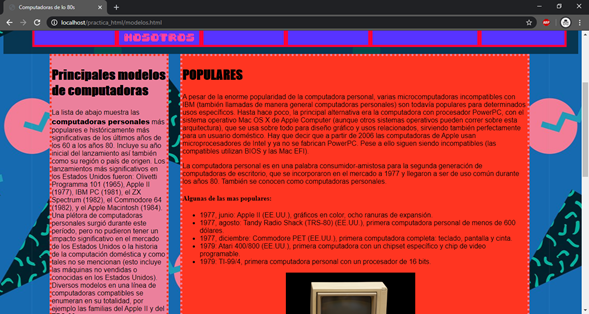 Computadoras de lo 80s
localhost/practica_html/modelos.html
NOSOTROS
Principales modelos
de computadoras
La lista de abajo muestra las
computadoras personales más
populares e históricamente más
significativas de los últimos años de
los 60 a los años 80. Incluye su año
inicial del lanzamiento así también
como su región o país de origen. Los
lanzamientos más significativos en
los Estados Unidos fueron. Olivetti
Programa 101 (1965), Apple II
(1977), IBM PC (1981), el ZX
Spectrum (1982), el Commodore 64
(1982), y el Apple Macintosh (1984).
Una plétora de computadoras
personales surgió durante este
período, pero no pudieron tener un
impacto significativo en el mercado
de los Estados Unidos o la historia
de la computación doméstica y como
tales no se mencionan (esto incluye
las máquinas no vendidas o
conocidas en los Estados Unidos).
Diversos modelos en una línea de
computadoras compatibles se
enumeran en su totalidad, por
ejemplo las familias del Apple II y del
POPULARES
A pesar de la enorme popularidad de la computadora personal, varias microcomputadoras incompatibles con
IBM (también llamadas de manera general computadoras personales) son todavía populares para determinados
usos específicos. Hasta hace poco, la principal alternativa era la computadora con procesador PowerPC, con el
sistema operativo Mac OS X de Apple Computer (aunque otros sistemas operativos pueden correr sobre esta
arquitectura), que se usa sobre todo para diseño gráfico y usos relacionados, sirviendo también perfectamente
para un usuario doméstico. Hay que decir que a partir de 2006 las computadoras de Apple usan
microprocesadores de Intel y ya no se fabrican PowerPC. Pese a ello siguen siendo incompatibles (las
compatibles utilizan BIOS y las Mac EFI).
La computadora personal es en una palabra consumidor-amistosa para la segunda generación de
computadoras de escritorio, que se incorporaron en el mercado a 1977 y llegaron a ser de uso común durante
los años 80. También se conocen como computadoras personales.
Algunas de las mas populares:
1977, junio: Apple II (EE.UU.), gráficos en color, ocho ranuras de expansión.
1977, agosto: Tandy Radio Shack (TRS-80) (EE.UU.), primera computadora personal de menos de 600
dólares.
1977, diciembre: Commodore PET (EE.UU.), primera computadora completa: teclado, pantalla y cinta.
1979: Atari 400/800 (EE.UU.), primera computadora con un chipset específico y chip de video
programable.
1979: TI-99/4, primera computadora personal con un procesador de 16 bits.